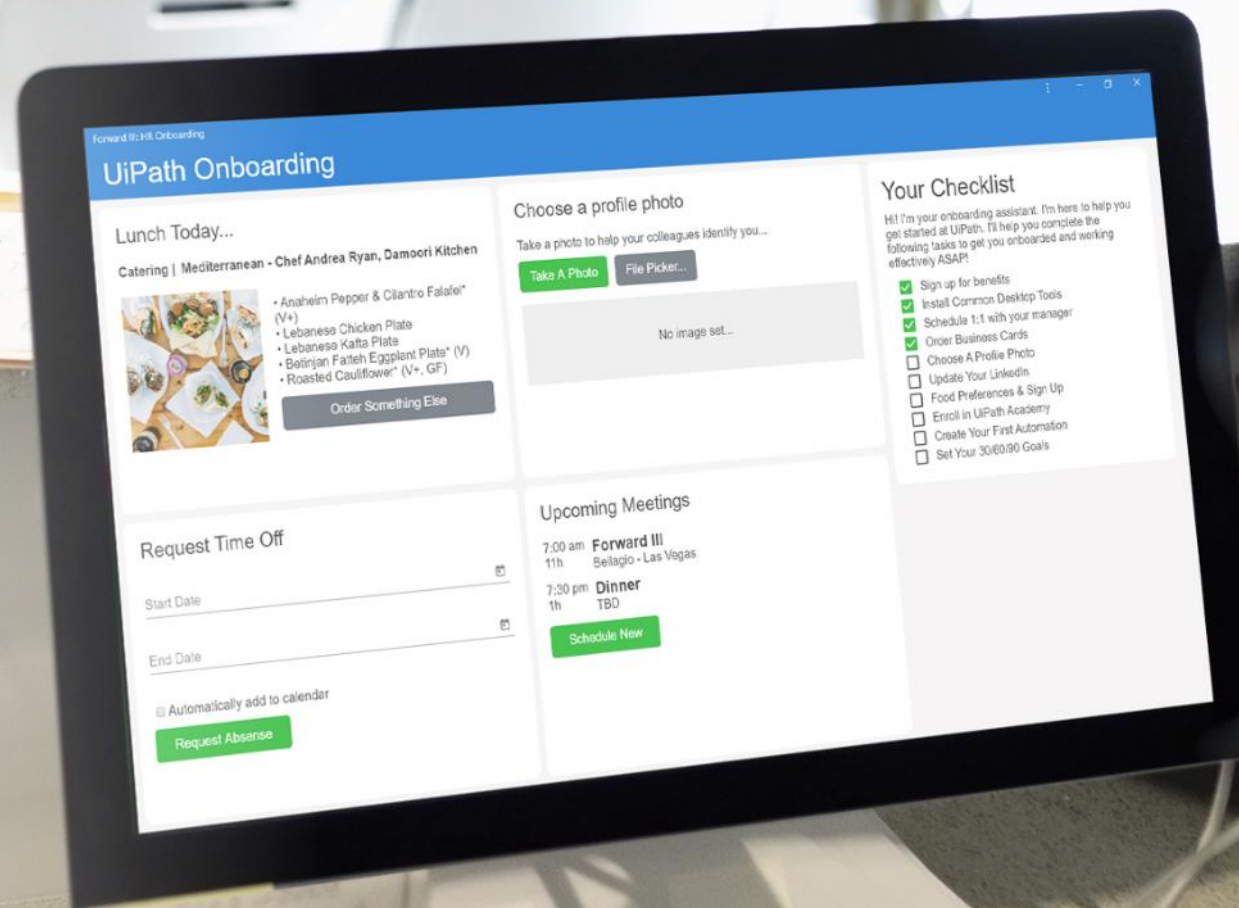 Forward III: HR Onboarding
UiPath Onboarding
Lunch Today...
Catering | Mediterranean - Chef Andrea Ryan, Damoori Kitchen
• Anaheim Pepper & Cilantro Falafel*
(V+)
• Lebanese Chicken Plate
• Lebanese Kafta Plate
• Betinjan Fatteh Eggplant Plate* (V)
• Roasted Cauliflower* (V+, GF)
Order Something Else
Choose a profile photo
Take a photo to help your colleagues identify you...
Take A Photo
File Picker...
No image set...
Your Checklist
Hi! I'm your onboarding assistant. I'm here to help you
get started at UiPath. I'll help you complete the
following tasks to get you onboarded and working
effectively ASAP!
Sign up for benefits
Install Common Desktop Tools
Schedule 1:1 with your manager
Order Business Cards
Choose A Profile Photo
Update Your LinkedIn
Food Preferences & Sign Up
Enroll in UiPath Academy
Create Your First Automation
Set Your 30/60/90 Goals
Request Time Off
Start Date
End Date
Automatically add to calendar
Request Absense
Upcoming Meetings
7:00 am Forward III
11h Bellagio - Las Vegas
7:30 pm Dinner
1h TBD
Schedule New